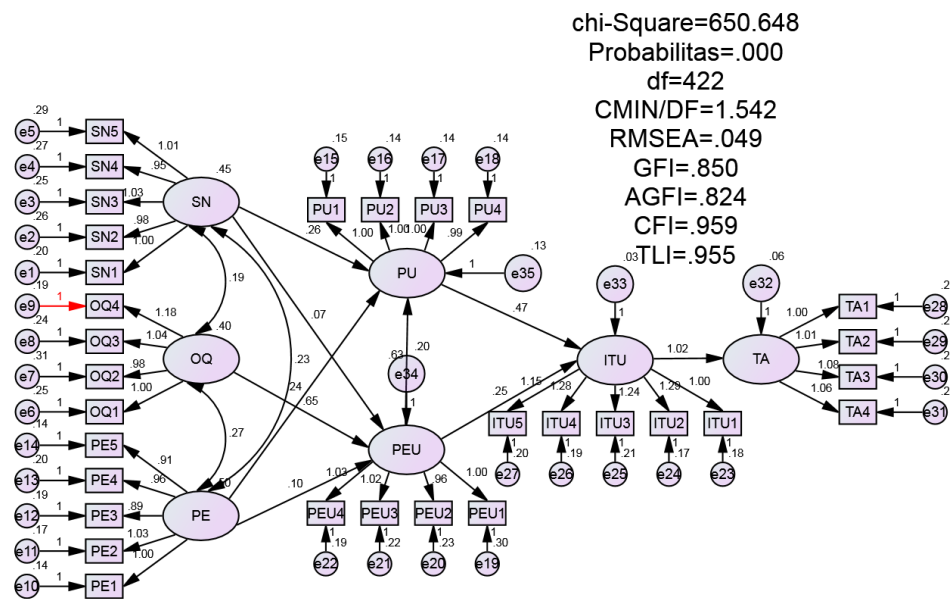 chi-Square=650.648
Probabilitas=.000
df=422
CMIN/DF=1.542
RMSEA=.049
GFI=.850
AGFI=.824
CFI=.959
TLI=.955
.29
e5 1 SN5 1.01
.27
e4 1 SN4 .95 .45
.25
e3 1 SN3 1.03 SN
.26
e2 1 SN2 .98
1.00
.20
e1 1 SN1 .19
.19
e9 1 OQ4 1.18
.24
e8 1 OQ3 1.04 .40
.31
e7 1 OQ2 .98 OQ
.25
e6 1 OQ1 1.00
.14
e14 1 PE5 .91 .27
.20
e13 1 PE4 .96 .50
.19
e12 1 PE3 .89 PE
.17
e11 1 PE2 1.03
.14
e10 1 PE1 1.00
.15 .14 .14 .14
e15 e16 e17 e18
1 1 1 1
PU1 PU2 PU3 PU4
.26 1.00 1.00 1.00 .99
PU 1 e35 .13
.07 .47
.23 .24 .63 .20
e34
.65 1
PEU .25
.10
1.03 1.02 .96 1.00
PEU4 PEU3 PEU2 PEU1
1 1 1 1
.19 .22 .23 .30
e22 e21 e20 e19
.03 e33 1
ITU 1.02
1.15 1.28 1.24 1.29 1.00
ITU5 ITU4 ITU3 ITU2 ITU1
1 1 1 1 1
.20 .19 .21 .17 .18
e27 e26 e25 e24 e23
.06
e32
1
TA
1.00 TA1 1 e28
1.01 TA2 1 e29
1.08 TA3 1 e30
1.06 TA4 1 e31